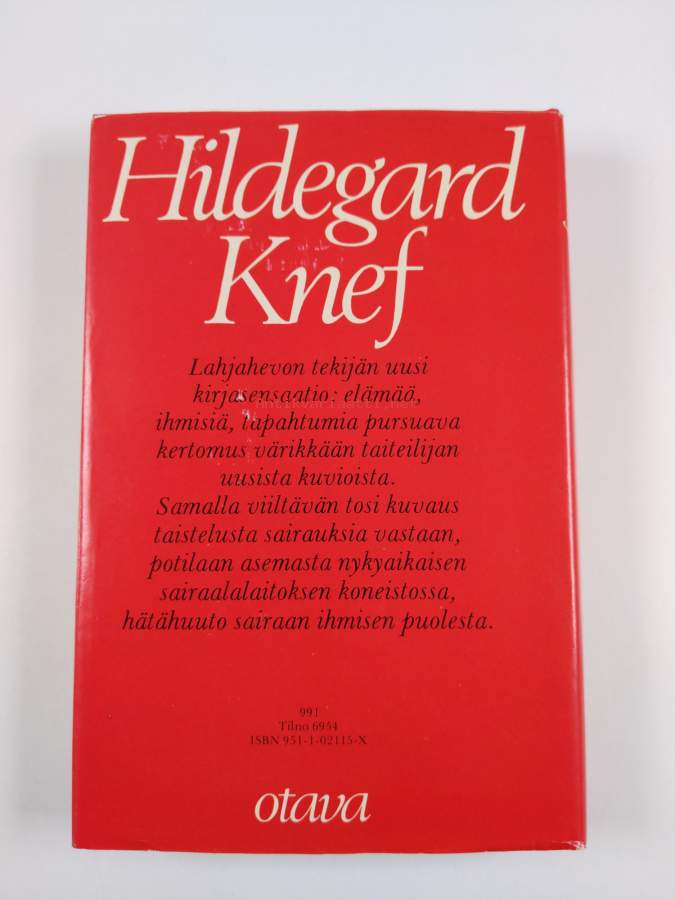 Hildegard
Knef
Lahjahevon tekijän uusi
kirjasensaatio: elämää,
ihmisiä, tapahtumia pursuava
kertomus värikkään taiteilijan
uusista kuvioista.
Samalla viiltävän tosi kuvaus
taistelusta sairauksia vastaan,
potilaan asemasta nykyaikaisen
sairaalalaitoksen koneistossa,
hätähuuto sairaan ihmisen puolesta.
991
Tilno 6954
ISBN 951-1-02115-X
otava